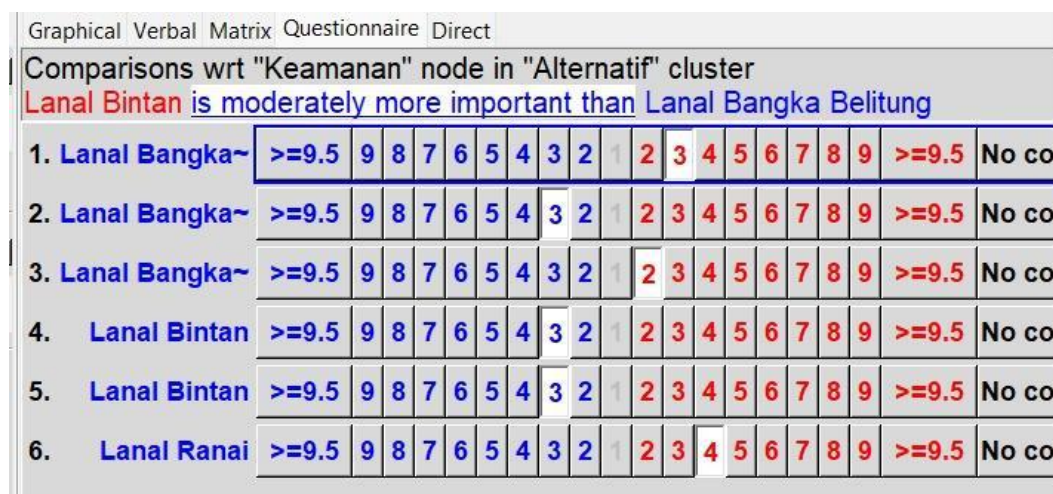 Graphical Verbal Matrix Questionnaire Direct
Comparisons wrt "Keamanan" node in "Alternatif" cluster
Lanal Bintan is moderately more important than Lanal Bangka Belitung
1. Lanal Bangka~ >=9.5 9 8 7 6 5 4 3 2 1 2 3 4 5 6 7 8 9 >=9.5 No co
2. Lanal Bangka~ >=9.5 9 8 7 6 5 4 3 2 1 2 3 4 5 6 7 8 9 >=9.5 No co
3. Lanal Bangka~ >=9.5 9 8 7 6 5 4 3 2 1 2 3 4 5 6 7 8 9 >=9.5 No co
4. Lanal Bintan >=9.5 9 8 7 6 5 4 3 2 1 2 3 4 5 6 7 8 9 >=9.5 No co
5. Lanal Bintan >=9.5 9 8 7 6 5 4 3 2 1 2 3 4 5 6 7 8 9 >=9.5 No co
6. Lanal Ranai >=9.5 9 8 7 6 5 4 3 2 1 2 3 4 5 6 7 8 9 >=9.5 No co